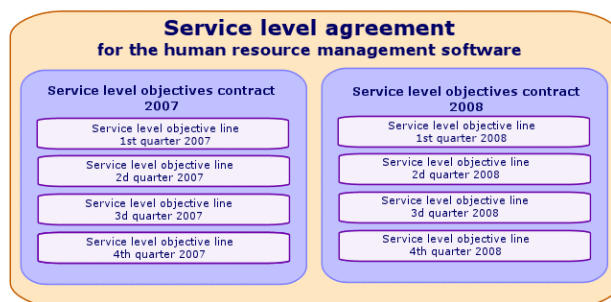 Service level agreement
for the human resource management software
Service level objectives contract
2007
Service level objective line
1st quarter 2007
Service level objective line
2d quarter 2007
Service level objective line
3d quarter 2007
Service level objective line
4th quarter 2007
Service level objectives contract
2008
Service level objective line
1st quarter 2008
Service level objective line
2d quarter 2008
Service level objective line
3d quarter 2008
Service level objective line
4th quarter 2008